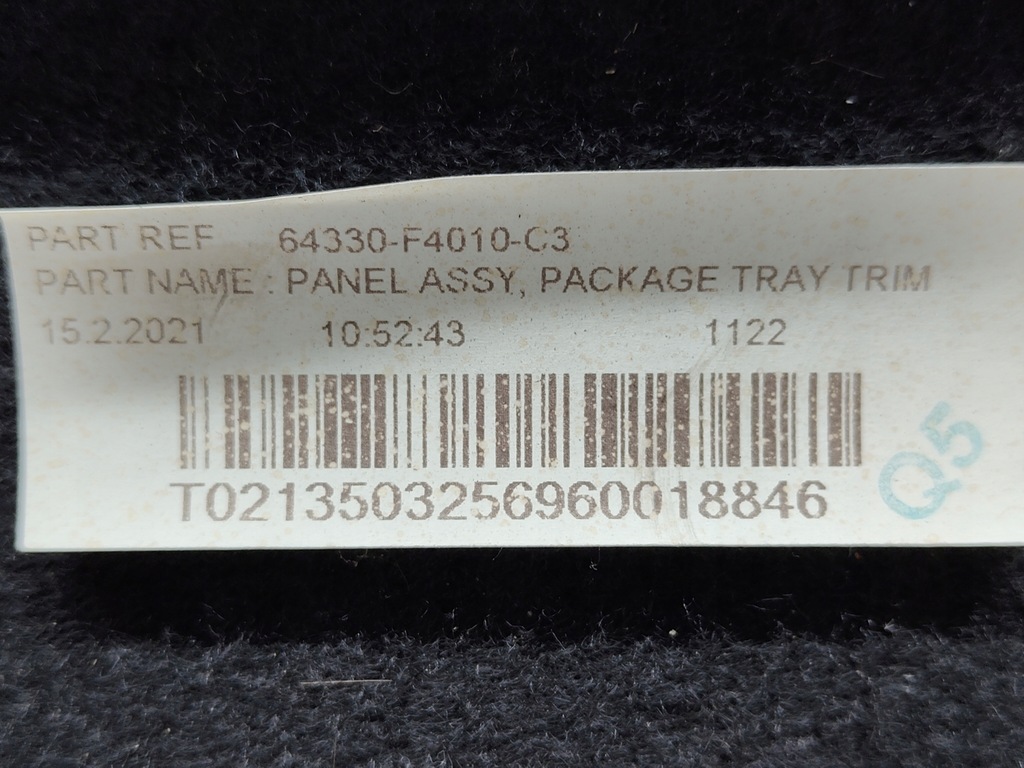 PART REF 64330-F4010-C3
PART NAME : PANEL ASSY, PACKAGE TRAY TRIM
15.2.2021 10:52:43 1122
T0213503256960018846
Q5